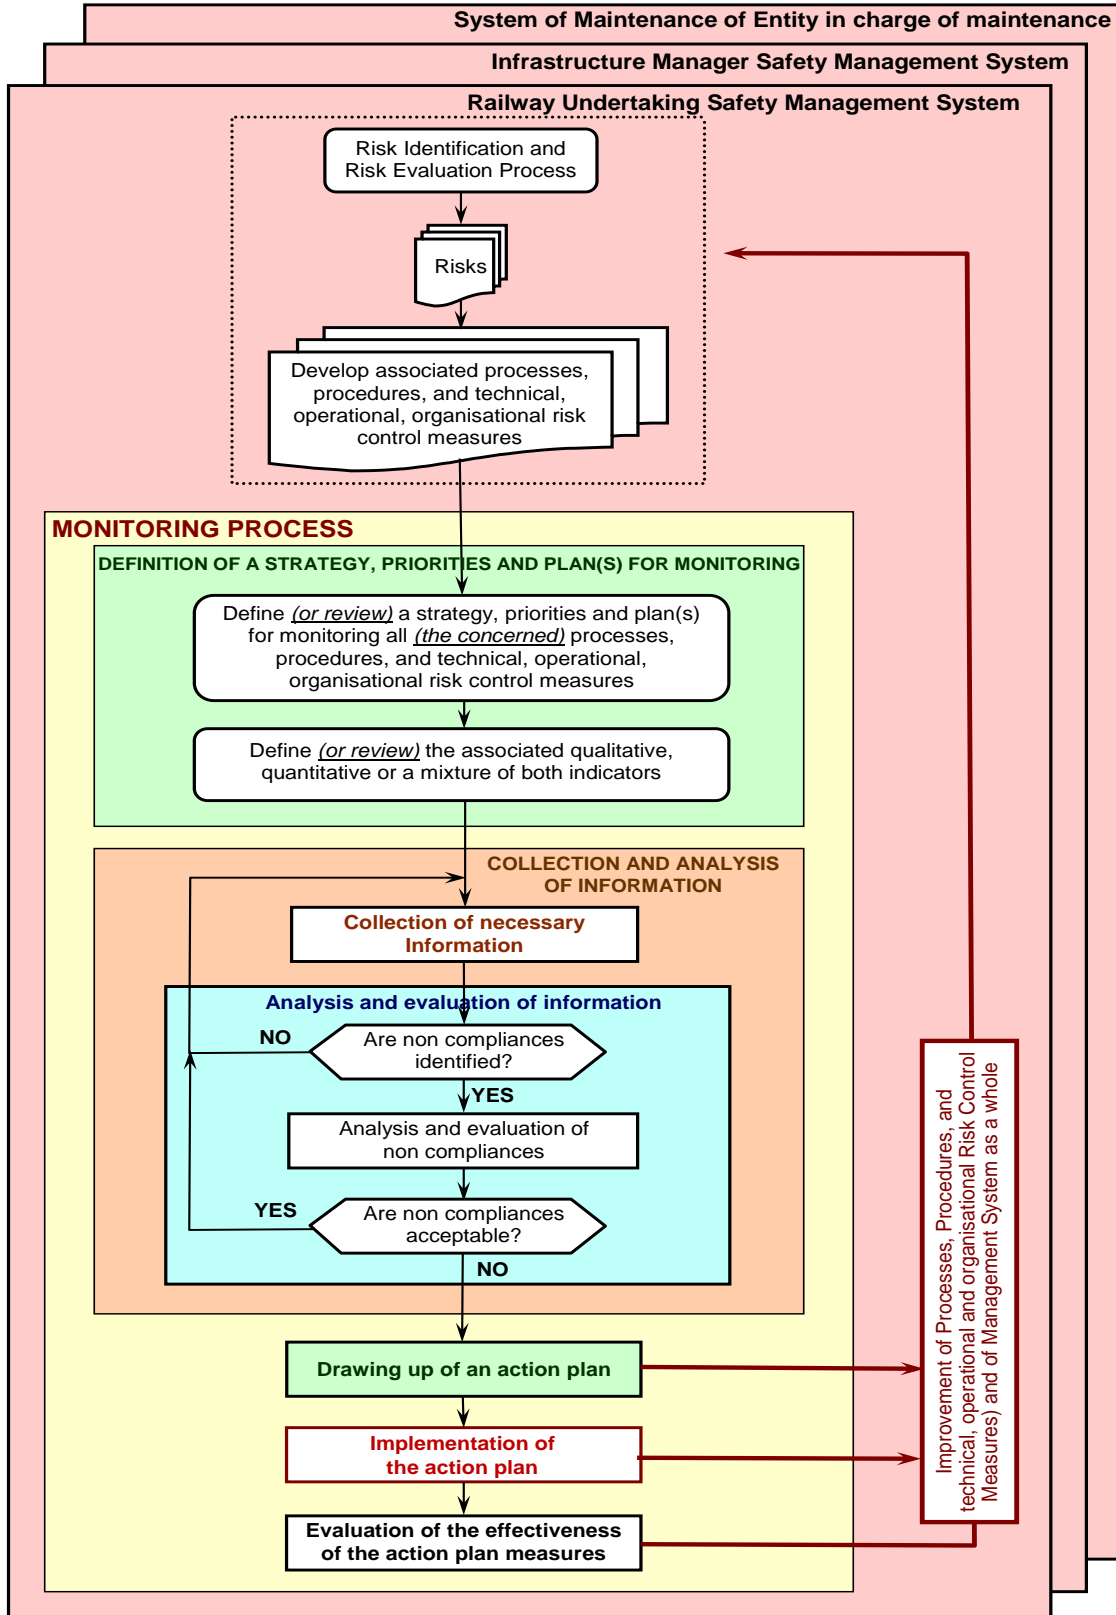 System of Maintenance of Entity in charge of maintenance
Infrastructure Manager Safety Management System
Railway Undertaking Safety Management System
Risk Identification and
Risk Evaluation Process
Risks
Develop associated processes,
procedures, and technical,
operational, organisational risk
control measures
MONITORING PROCESS
DEFINITION OF A STRATEGY, PRIORITIES AND PLAN(S) FOR MONITORING
Define (or review) a strategy, priorities and plan(s)
for monitoring all (the concerned) processes,
procedures, and technical, operational,
organisational risk control measures
Define (or review) the associated qualitative,
quantitative or a mixture of both indicators
COLLECTION AND ANALYSIS
OF INFORMATION
Collection of necessary
Information
Analysis and evaluation of information
NO
Are non compliances
identified?
YES
Analysis and evaluation of
non compliances
YES
Are non compliances
acceptable?
NO
Drawing up of an action plan
Implementation of
the action plan
Evaluation of the effectiveness
of the action plan measures
Improvement of Processes, Procedures, and
technical, operational and organisational Risk Control
Measures) and of Management System as a whole